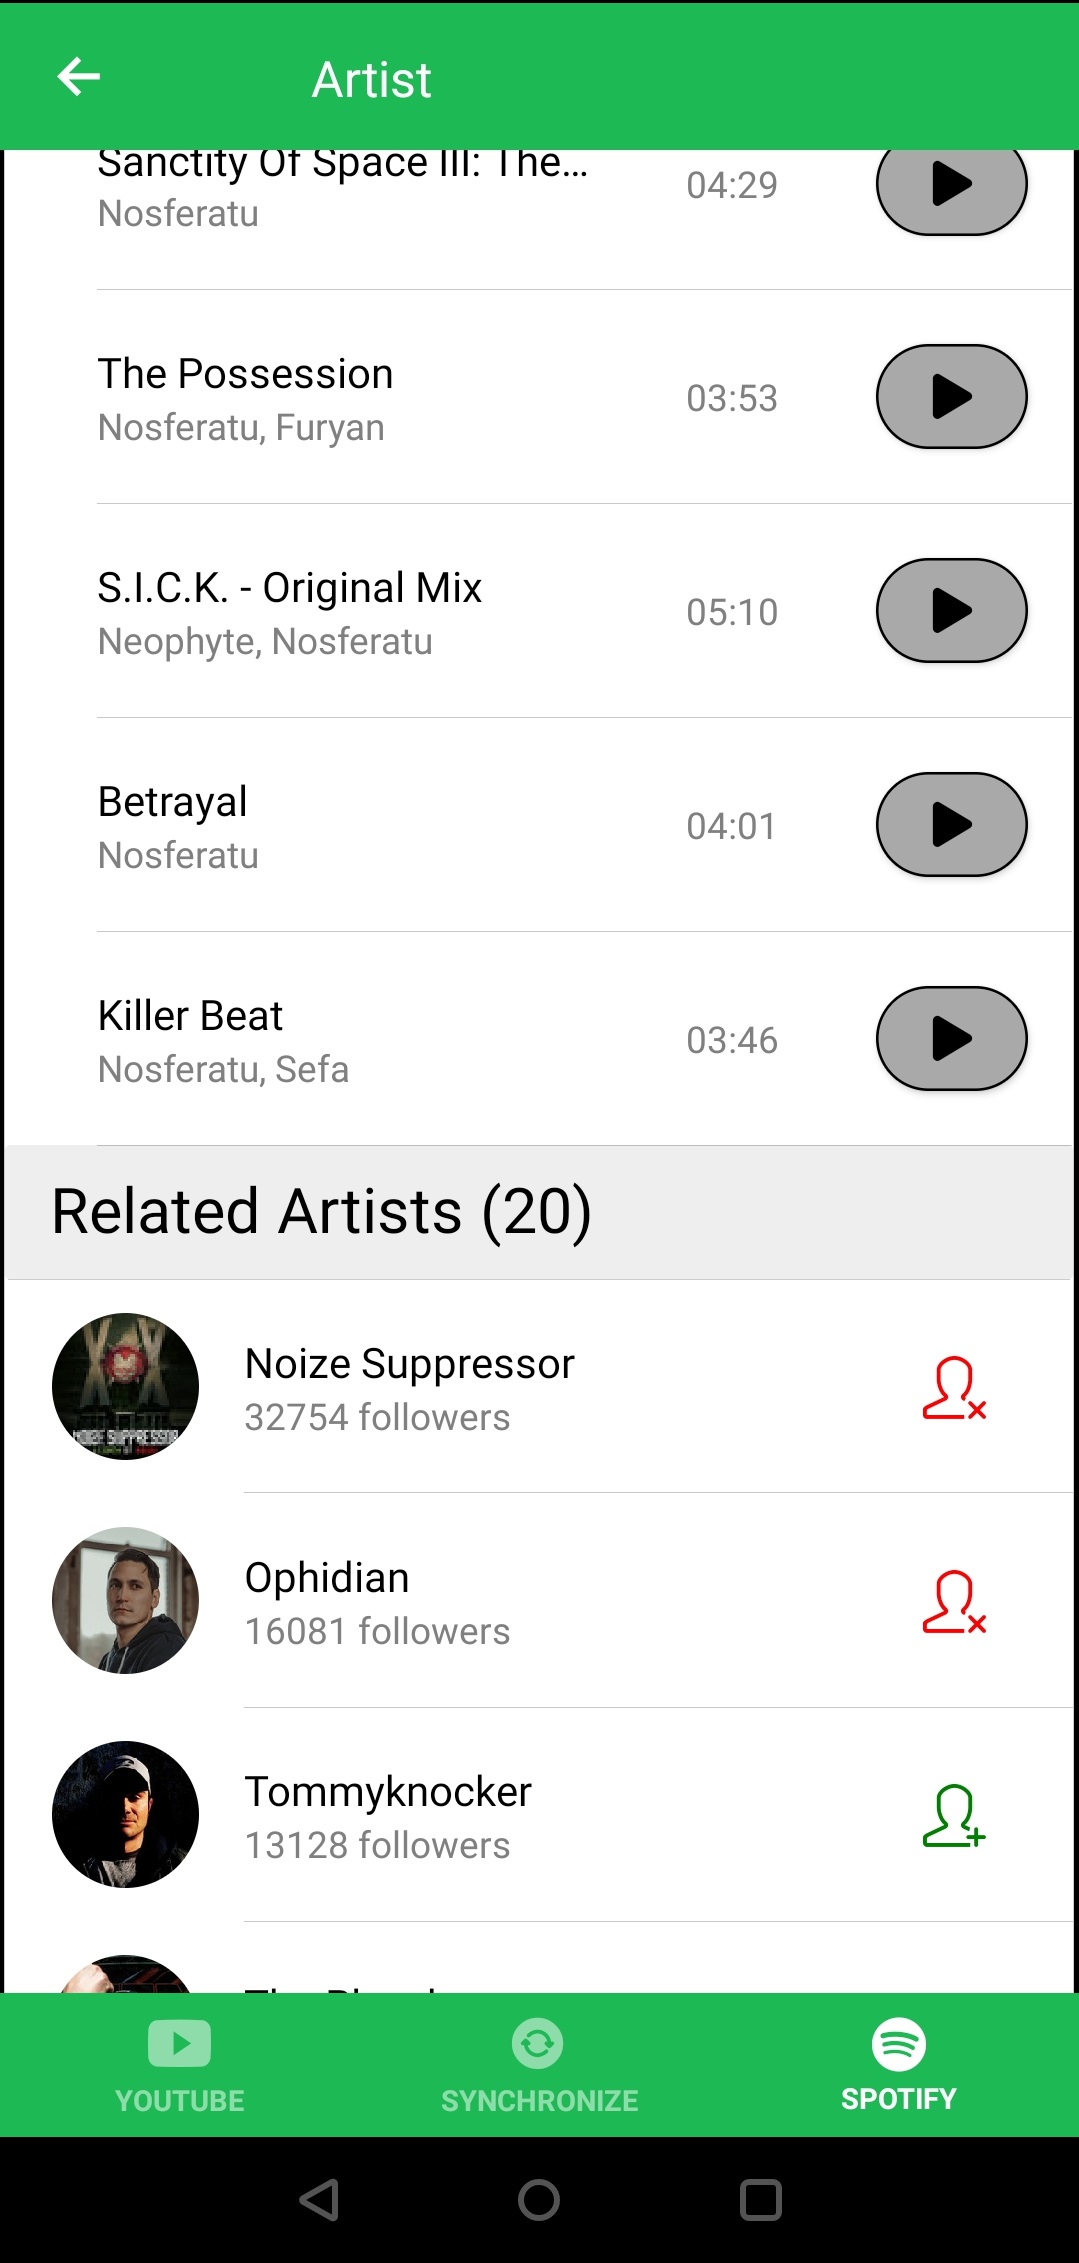 Artist
Sanctity Of Space III: The...
04:29
Nosferatu
The Possession
03:53
Nosferatu, Furyan
S.I.C.K. - Original Mix
05:10
Neophyte, Nosferatu
Betrayal
04:01
Nosferatu
Killer Beat
03:46
Nosferatu, Sefa
Related Artists (20)
Noize Suppressor
32754 followers
Ophidian
16081 followers
Tommyknocker
13128 followers
YOUTUBE
SYNCHRONIZE
SPOTIFY